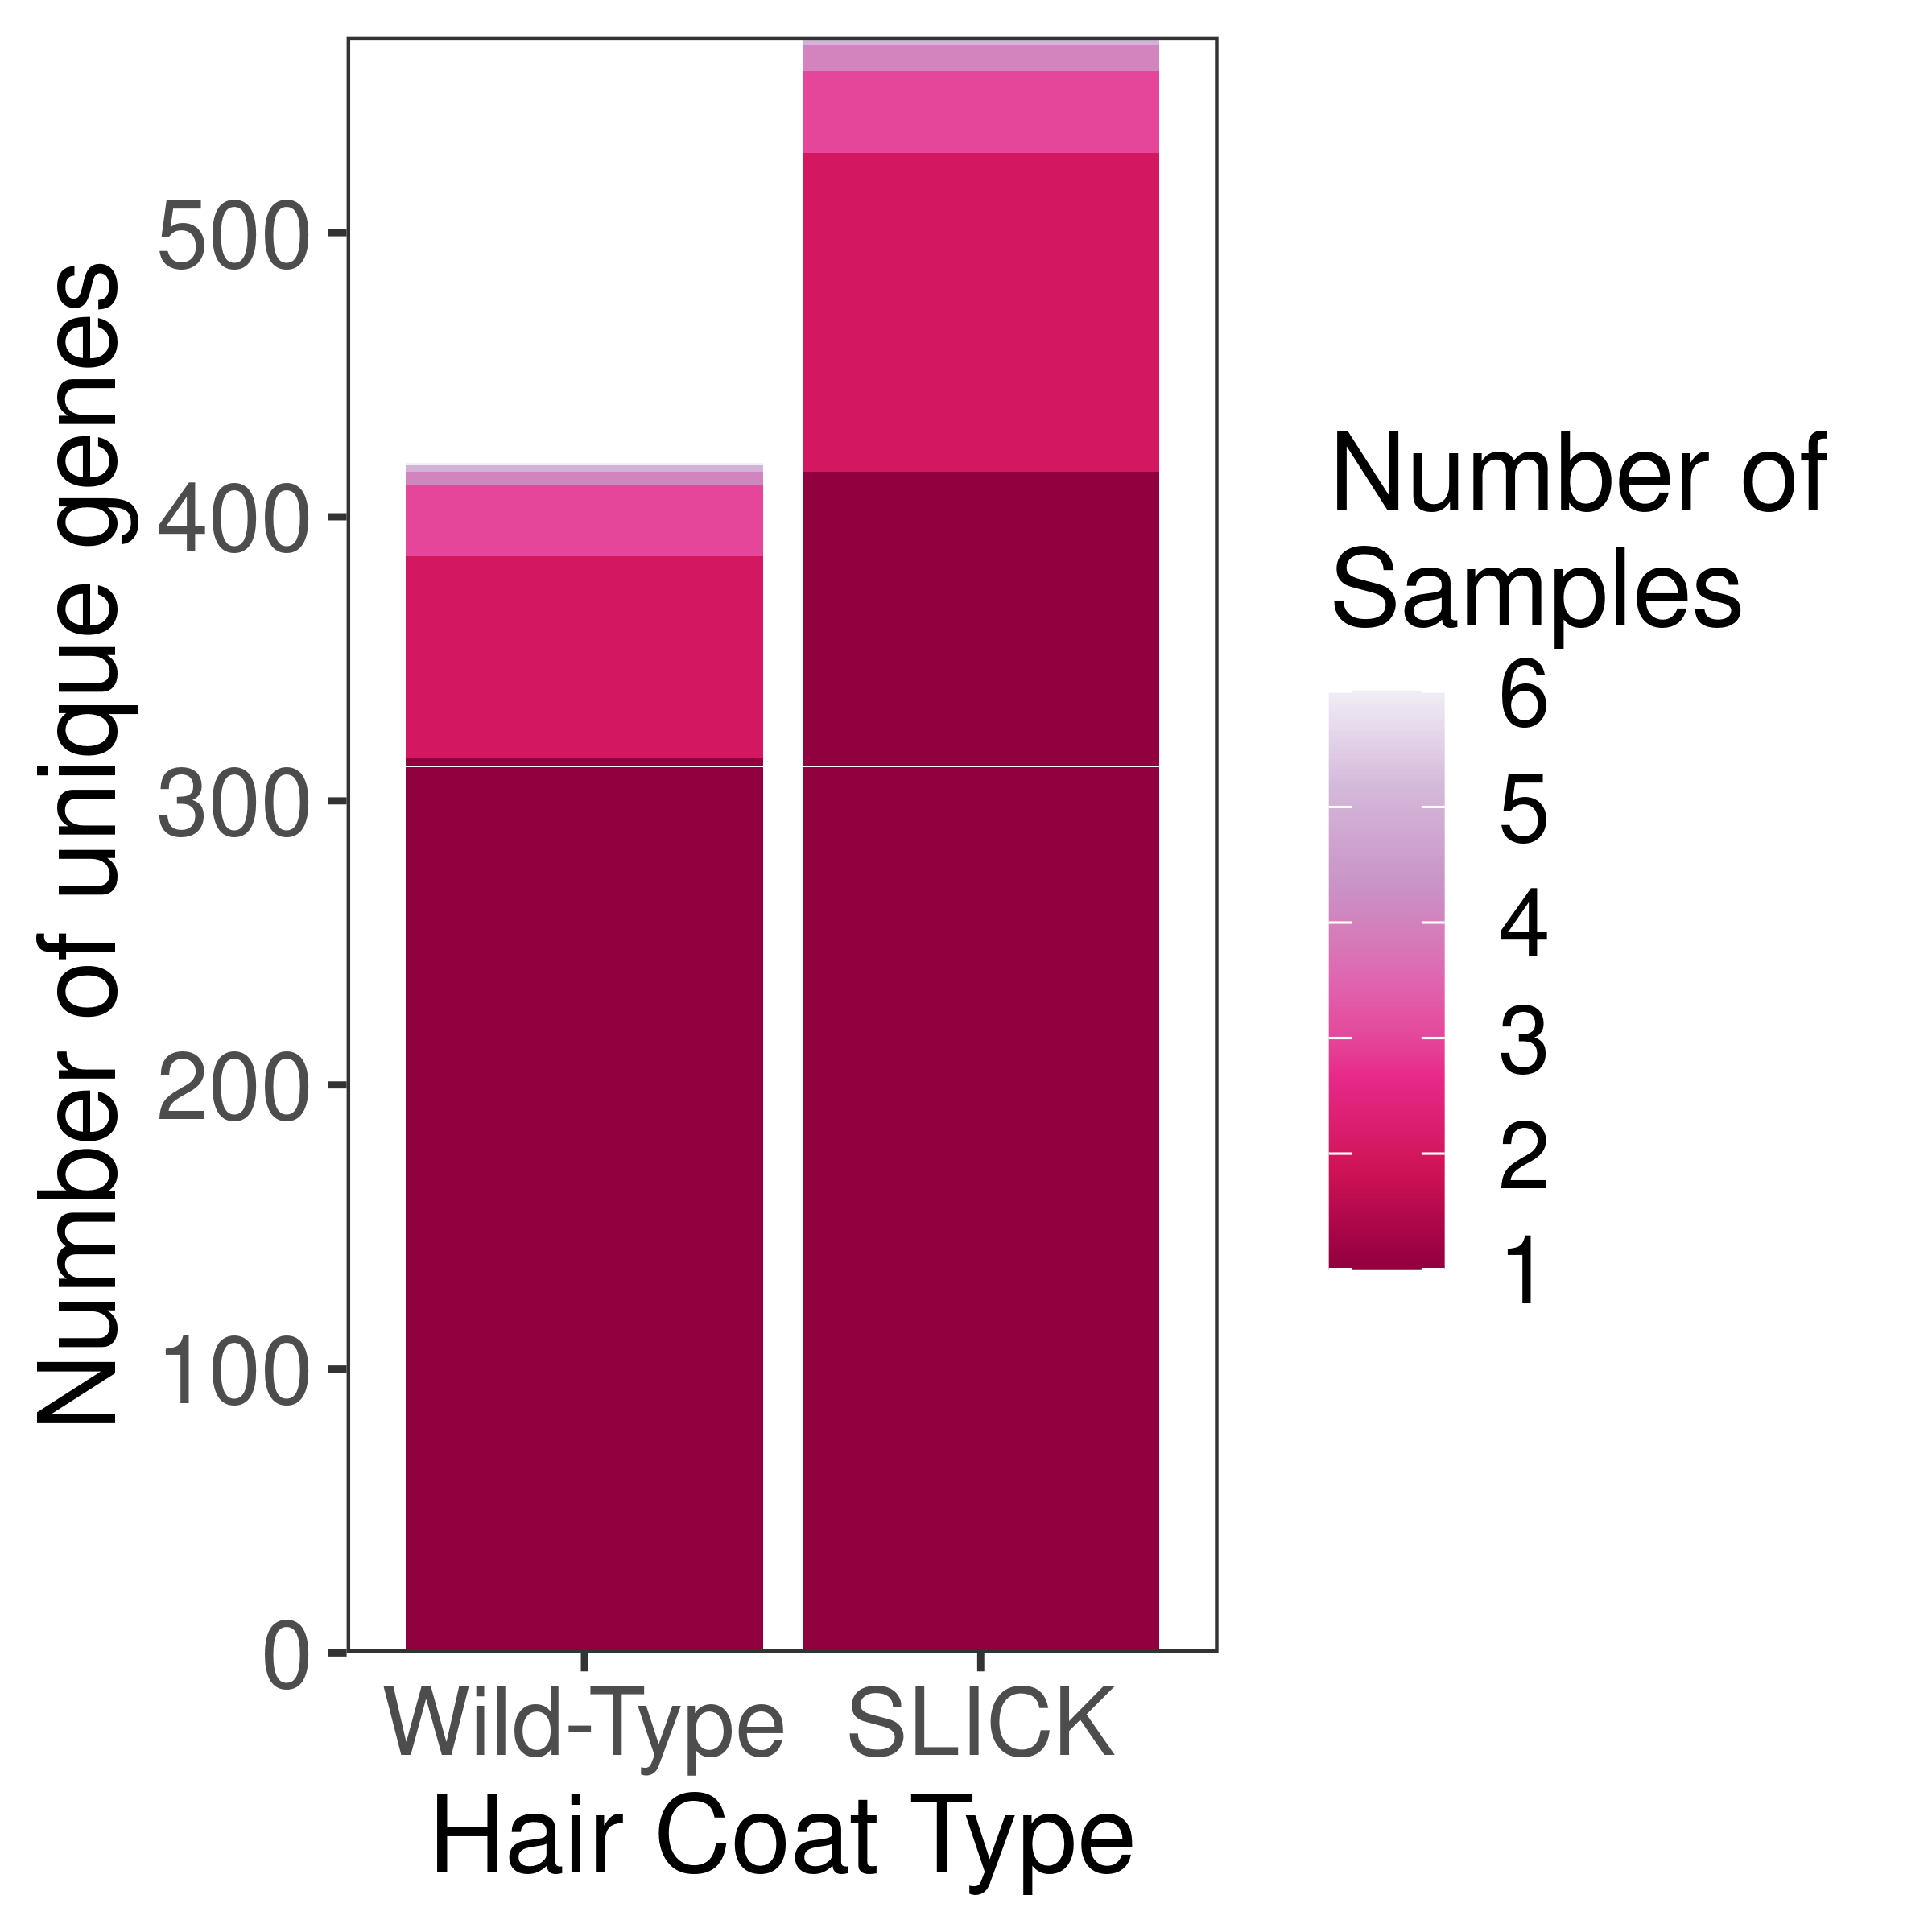 Number of unique genes
500
400
300
200
100
0
Wild-Type SLICK
Hair Coat Type
Number of
Samples
6
5
4
3
2
1